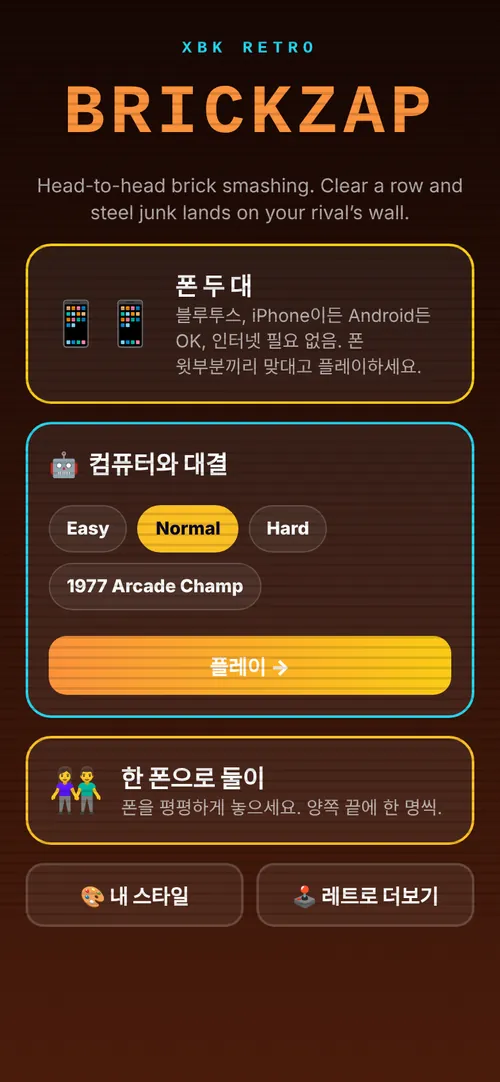 XBK RETRO
BRICKZAP
Head-to-head brick smashing. Clear a row and
steel junk lands on your rival’s wall.
폰 두 대
블루투스, iPhone이든 Android든
OK, 인터넷 필요 없음. 폰
윗부분끼리 맞대고 플레이하세요.
컴퓨터와 대결
Easy
Normal
Hard
1977 Arcade Champ
플레이 →
한 폰으로 둘이
폰을 평평하게 놓으세요. 양쪽 끝에 한 명씩.
내 스타일
레트로 더보기